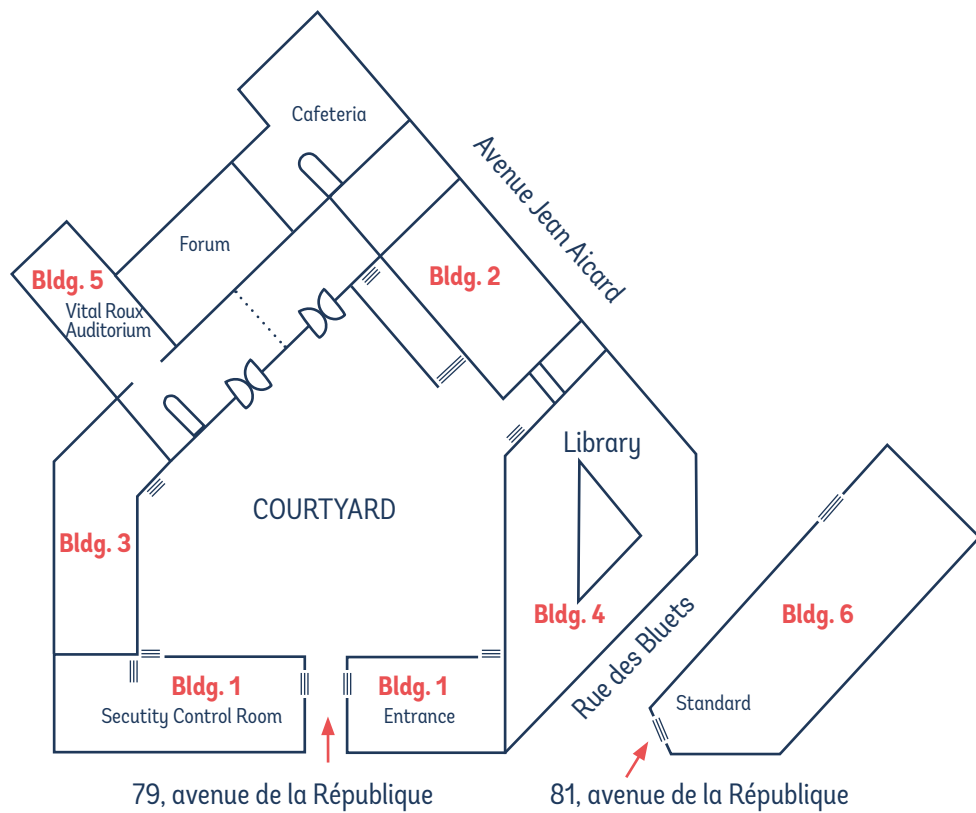 Cafeteria
Avenue Jean Aicard
Forum
Bldg. 5
Vital Roux
Auditorium
Bldg. 2
Library
COURTYARD
Bldg. 3
Bldg. 4
Bldg. 6
Rue des Bluets
Bldg. 1
Secutity Control Room
Bldg. 1
Entrance
Standard
79, avenue de la République
81, avenue de la République